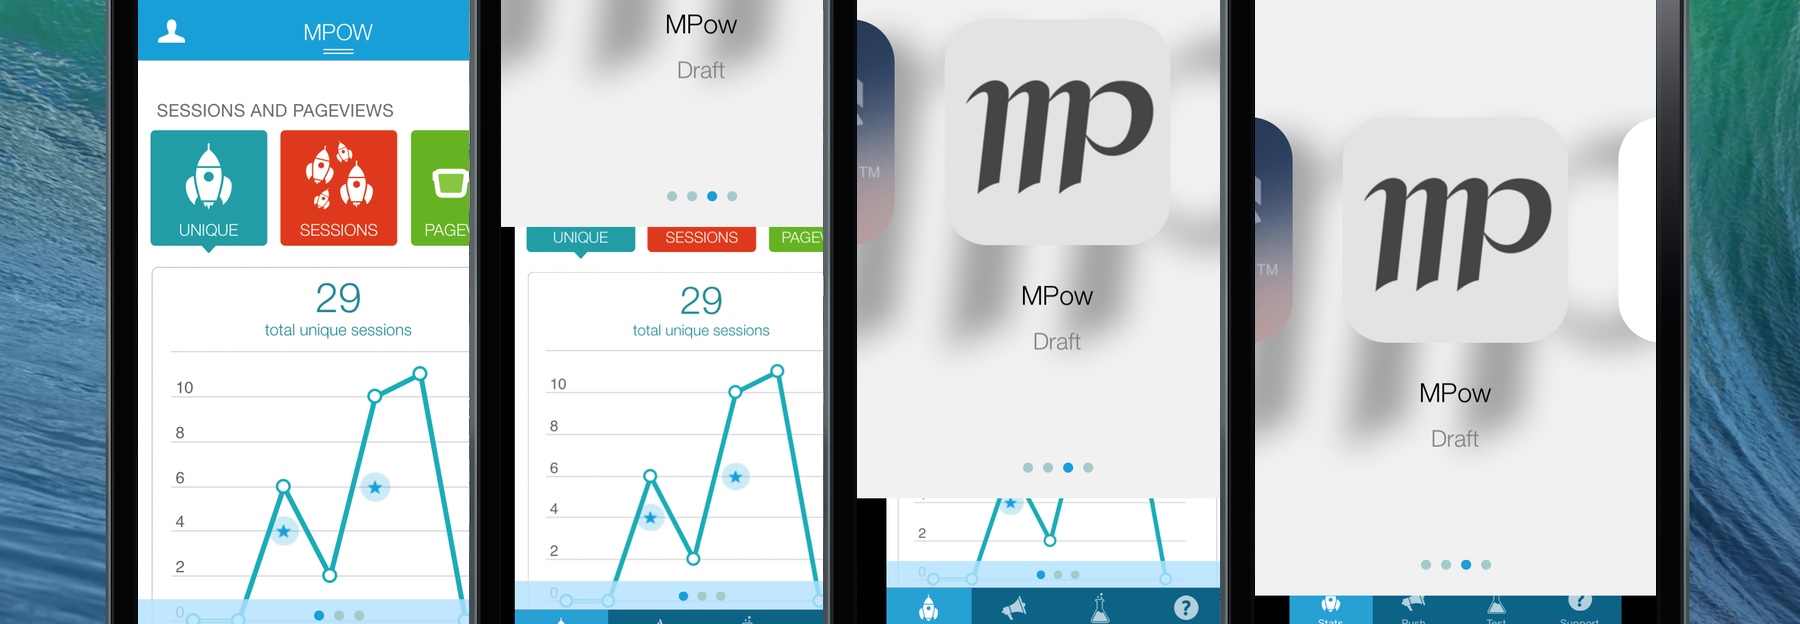 MPOW
SESSIONS AND PAGEVIEWS
UNIQUE
SESSIONS
PAGEV
29
total unique sessions
10
8
6
4
2
0
MPow
Draft
UNIQUE
SESSIONS
PAGEV
29
total unique sessions
10
8
6
4
2
0
mp
TM
MPow
Draft
2
0
?
mp
TM
MPow
Draft
Stats
Push
Test
Support